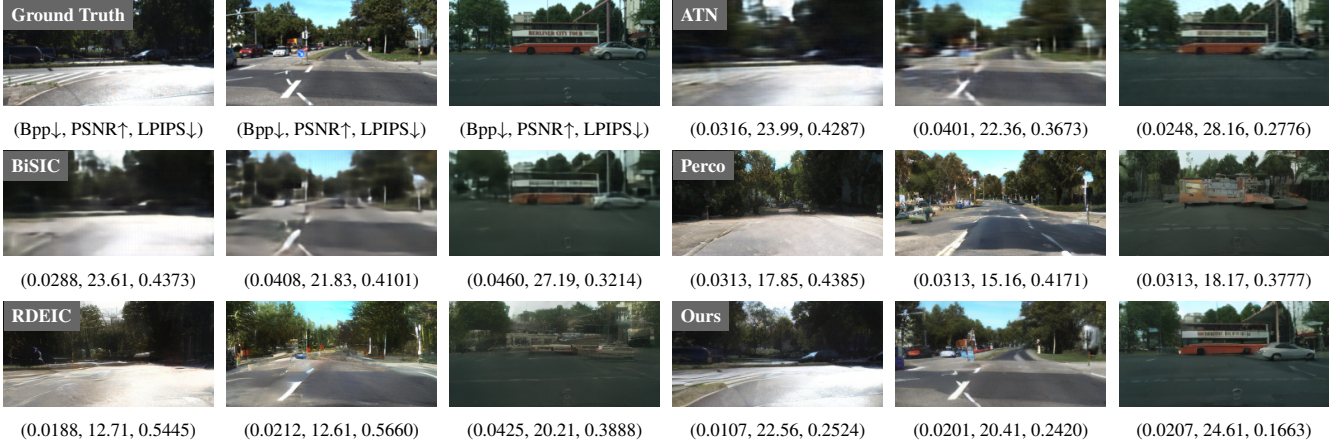 Ground Truth
BERLINER CITY TOUR
ATN
(Bpp↓, PSNR↑, LPIPS↓) (Bpp↓, PSNR↑, LPIPS↓) (Bpp↓, PSNR↑, LPIPS↓) (0.0316, 23.99, 0.4287) (0.0401, 22.36, 0.3673) (0.0248, 28.16, 0.2776)
BiSIC
Perco
(0.0288, 23.61, 0.4373) (0.0408, 21.83, 0.4101) (0.0460, 27.19, 0.3214) (0.0313, 17.85, 0.4385) (0.0313, 15.16, 0.4171) (0.0313, 18.17, 0.3777)
RDEIC
Ours
(0.0188, 12.71, 0.5445) (0.0212, 12.61, 0.5660) (0.0425, 20.21, 0.3888) (0.0107, 22.56, 0.2524) (0.0201, 20.41, 0.2420) (0.0207, 24.61, 0.1663)